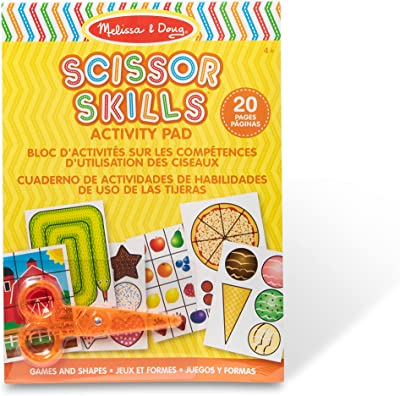 Melissa & Doug
4+
SCISSOR
SKILLS
ACTIVITY PAD
20
PAGES
PÁGINAS
BLOC D'ACTIVITÉS SUR LES COMPÉTENCES
D'UTILISATION DES CISEAUX
CUADERNO DE ACTIVIDADES DE HABILIDADES
DE USO DE LAS TIJERAS
GAMES AND SHAPES • JEUX ET FORMES • JUEGOS Y FORMAS